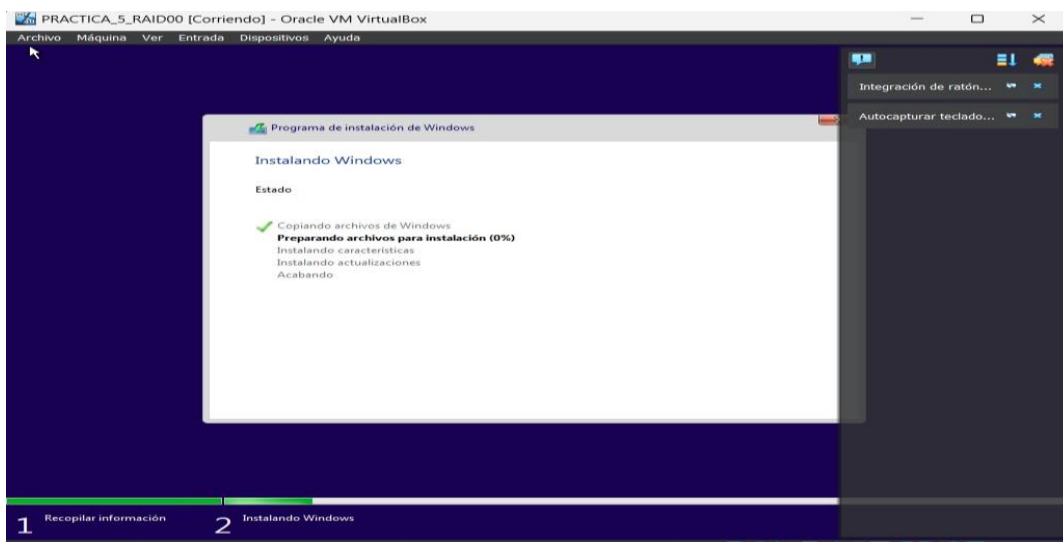 PRACTICA_5_RAID00 [Corriendo] - Oracle VM VirtualBox
Archivo Máquina Ver Entrada Dispositivos Ayuda
Integración de ratón...
Autocapturar teclado...
Programa de instalación de Windows
Instalando Windows
Estado
Copiando archivos de Windows
Preparando archivos para instalación (0%)
Instalando características
Instalando actualizaciones
Acabando
1 Recopilar información
2 Instalando Windows